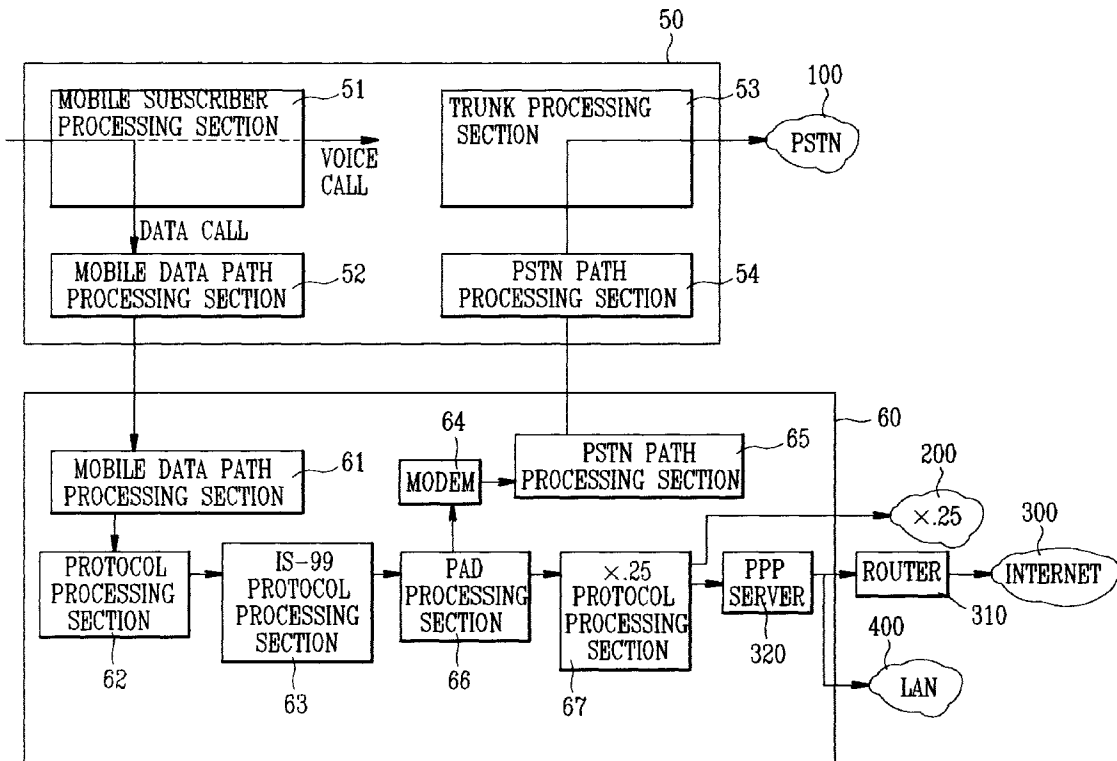 50
MOBILE SUBSCRIBER
PROCESSING SECTION
51
VOICE
CALL
DATA CALL
TRUNK PROCESSING
SECTION
53
100
PSTN
MOBILE DATA PATH
PROCESSING SECTION
52
PSTN PATH
PROCESSING SECTION
54
60
MOBILE DATA PATH
PROCESSING SECTION
61
64
MODEM
PSTN PATH
PROCESSING SECTION
65
200
×.25
PROTOCOL
PROCESSING
SECTION
62
IS-99
PROTOCOL
PROCESSING
SECTION
63
PAD
PROCESSING
SECTION
66
×.25
PROTOCOL
PROCESSING
SECTION
67
PPP
SERVER
320
ROUTER
310
300
INTERNET
400
LAN